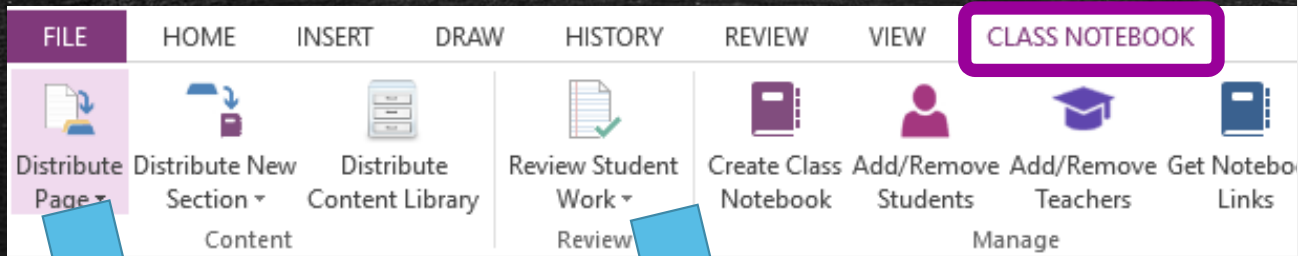 FILE HOME INSERT DRAW HISTORY REVIEW VIEW CLASS NOTEBOOK
Distribute Distribute New Distribute Review Student Create Class Add/Remove Add/Remove Get Notebo
Page Section Content Library Work Notebook Students Teachers Links
Content Review Manage